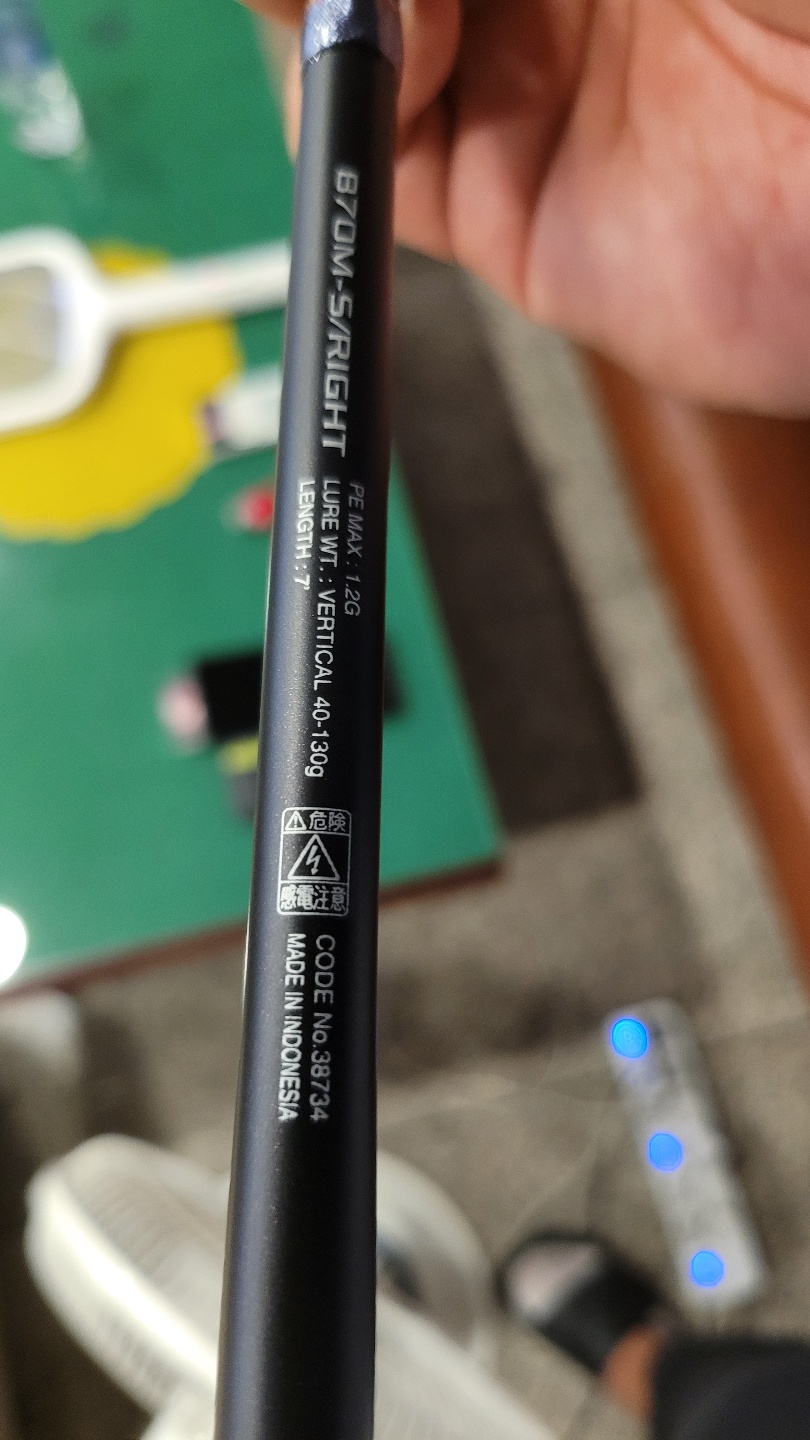 B70M-S/RIGHT
PE MAX : 1.2G
LURE WT. : VERTICAL 40-130g
LENGTH : 7'
危険
感電注意
CODE No.38734
MADE IN INDONESIA